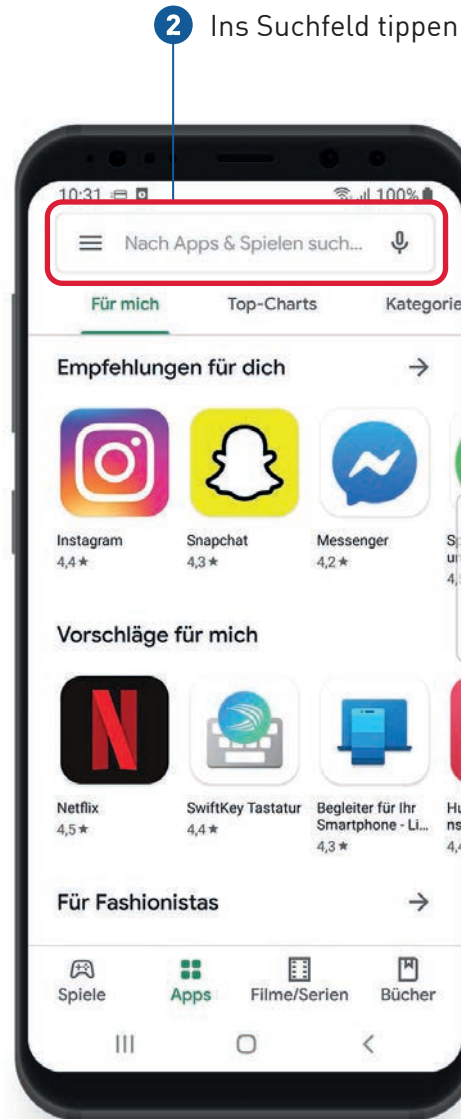 2 Ins Suchfeld tippen
10:31 100%
Nach Apps & Spielen such...
Für mich Top-Charts Kategorie
Empfehlungen für dich
Instagram Snapchat Messenger
4,4★ 4,3★ 4,2★
Vorschläge für mich
N
Netflix SwiftKey Tastatur Begleiter für Ihr
Smartphone - Li...
4,5★ 4,4★ 4,3★
Für Fashionistas
Spiele Apps Filme/Serien Bücher